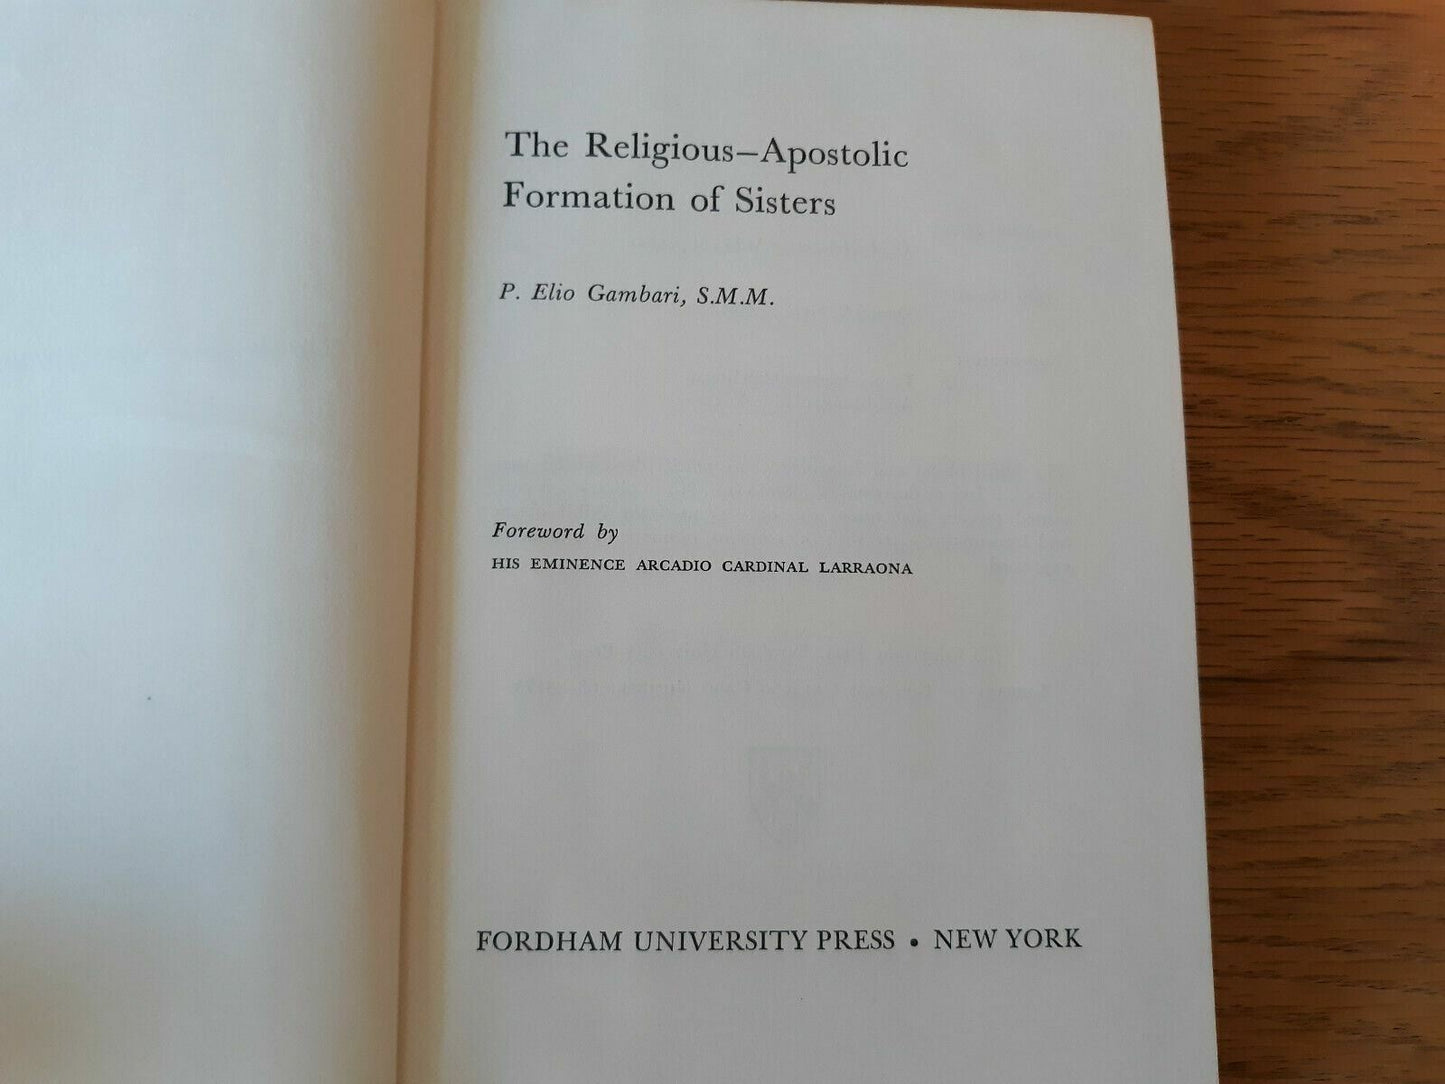 The Religious—Apostolic
Formation of Sisters
P. Elio Gambari, S.M.M.
Foreword by
HIS EMINENCE ARCADIO CARDINAL LARRAONA
FORDHAM UNIVERSITY PRESS • NEW YORK